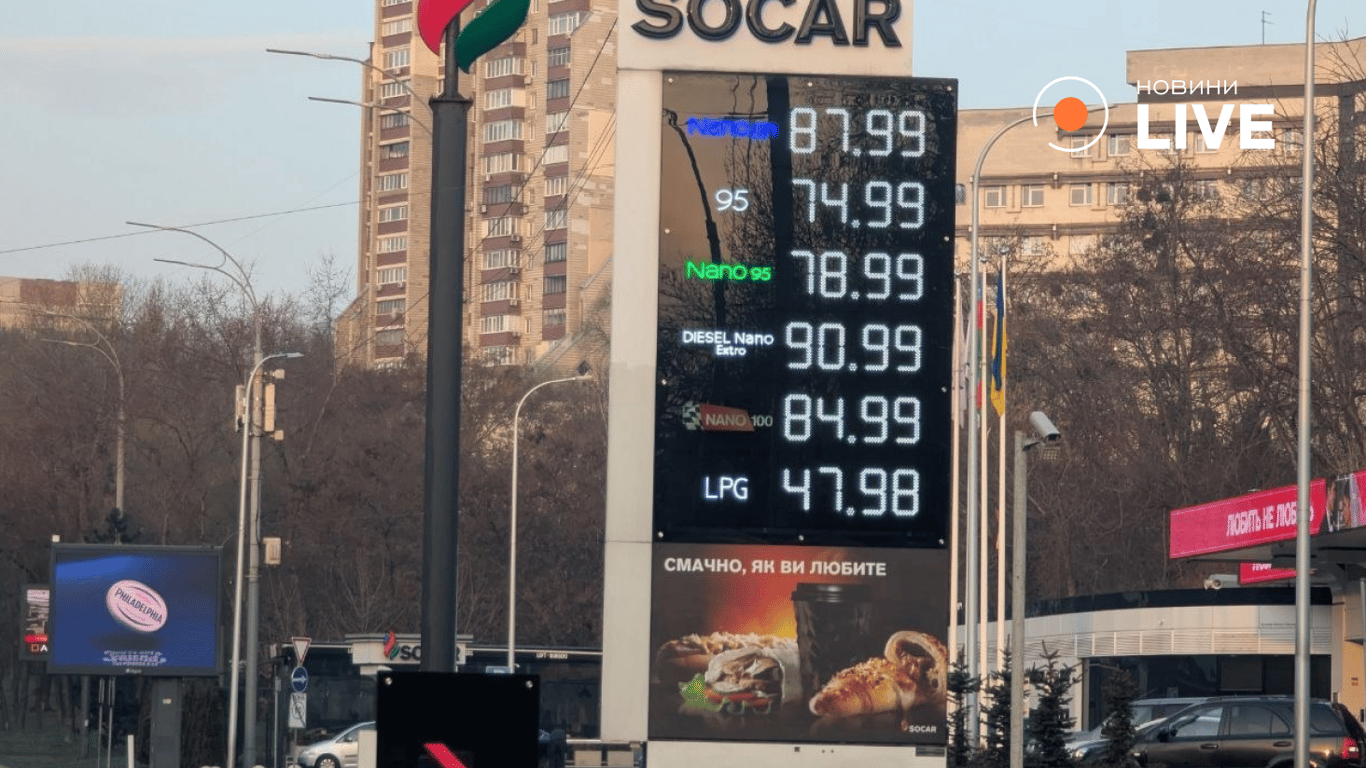 SOCAR
НОВИНИ
LIVE
Nano 87.99
95 74.99
Nano 95 78.99
DIESEL Nano
Extro 90.99
NANO 100 84.99
LPG 47.98
СМАЧНО, ЯК ВИ ЛЮБИТЕ
SOCAR
ЛЮБИТЬ НЕ ЛЮБ
PHILADELPHIA
SOCAR